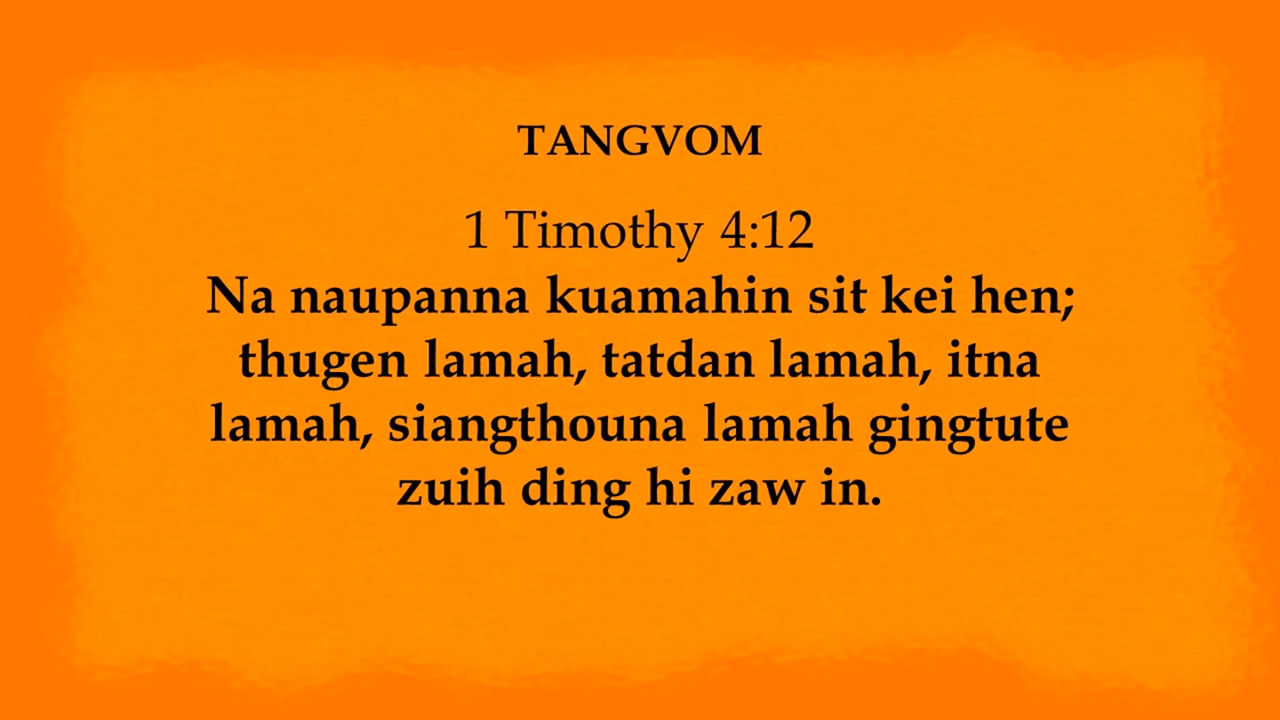 TANGVOM
1 Timothy 4:12
Na naupanna kuamahin sit kei hen;
thugen lamah, tatdan lamah, itna
lamah, siangthouna lamah gingtute
zuih ding hi zaw in.